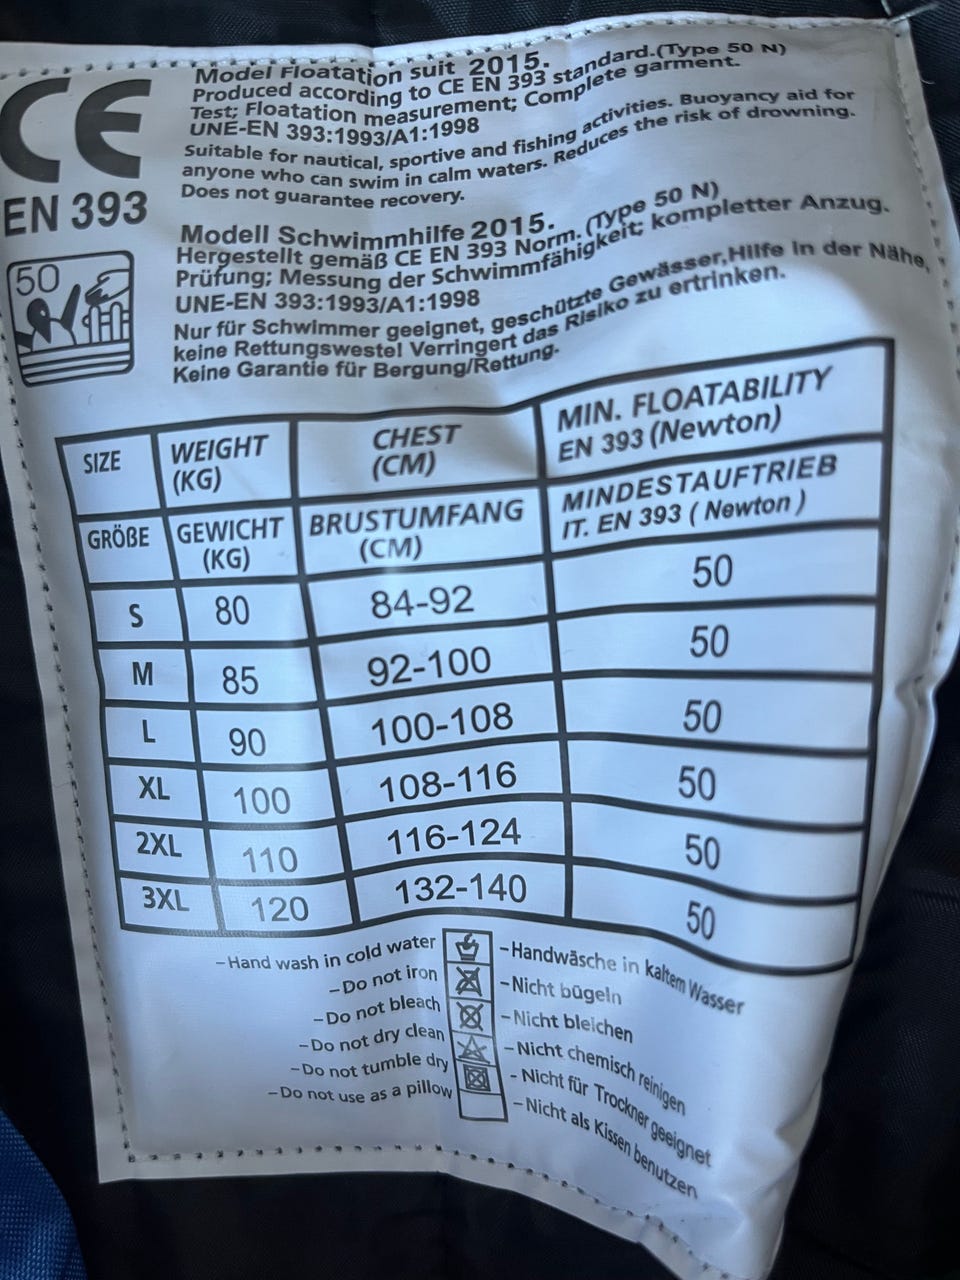 CE
EN 393
50
Model Floatation suit 2015.
Produced according to CE EN 393 standard.(Type 50 N)
Test; Floatation measurement; Complete garment.
UNE-EN 393:1993/A1:1998
Suitable for nautical, sportive and fishing activities. Buoyancy aid for
anyone who can swim in calm waters. Reduces the risk of drowning.
Does not guarantee recovery.
Modell Schwimmhilfe 2015.
Hergestellt gemäß CE EN 393 Norm. (Type 50 N)
Prüfung; Messung der Schwimmfähigkeit; kompletter Anzug.
UNE-EN 393:1993/A1:1998
Nur für Schwimmer geeignet, geschützte Gewässer,Hilfe in der Nähe,
keine Rettungsweste! Verringert das Risiko zu ertrinken.
Keine Garantie für Bergung/Rettung.
SIZE WEIGHT (KG) CHEST (CM) MIN. FLOATABILITY EN 393 (Newton)
GRÖßE GEWICHT (KG) BRUSTUMFANG (CM) MINDESTAUFTRIEB IT. EN 393 ( Newton )
S 80 84-92 50
M 85 92-100 50
L 90 100-108 50
XL 100 108-116 50
2XL 110 116-124 50
3XL 120 132-140 50
-Hand wash in cold water -Handwäsche in kaltem Wasser
-Do not iron -Nicht bügeln
-Do not bleach -Nicht bleichen
-Do not dry clean -Nicht chemisch reinigen
-Do not tumble dry - Nicht für Trockner geeignet
-Do not use as a pillow -Nicht als Kissen benutzen